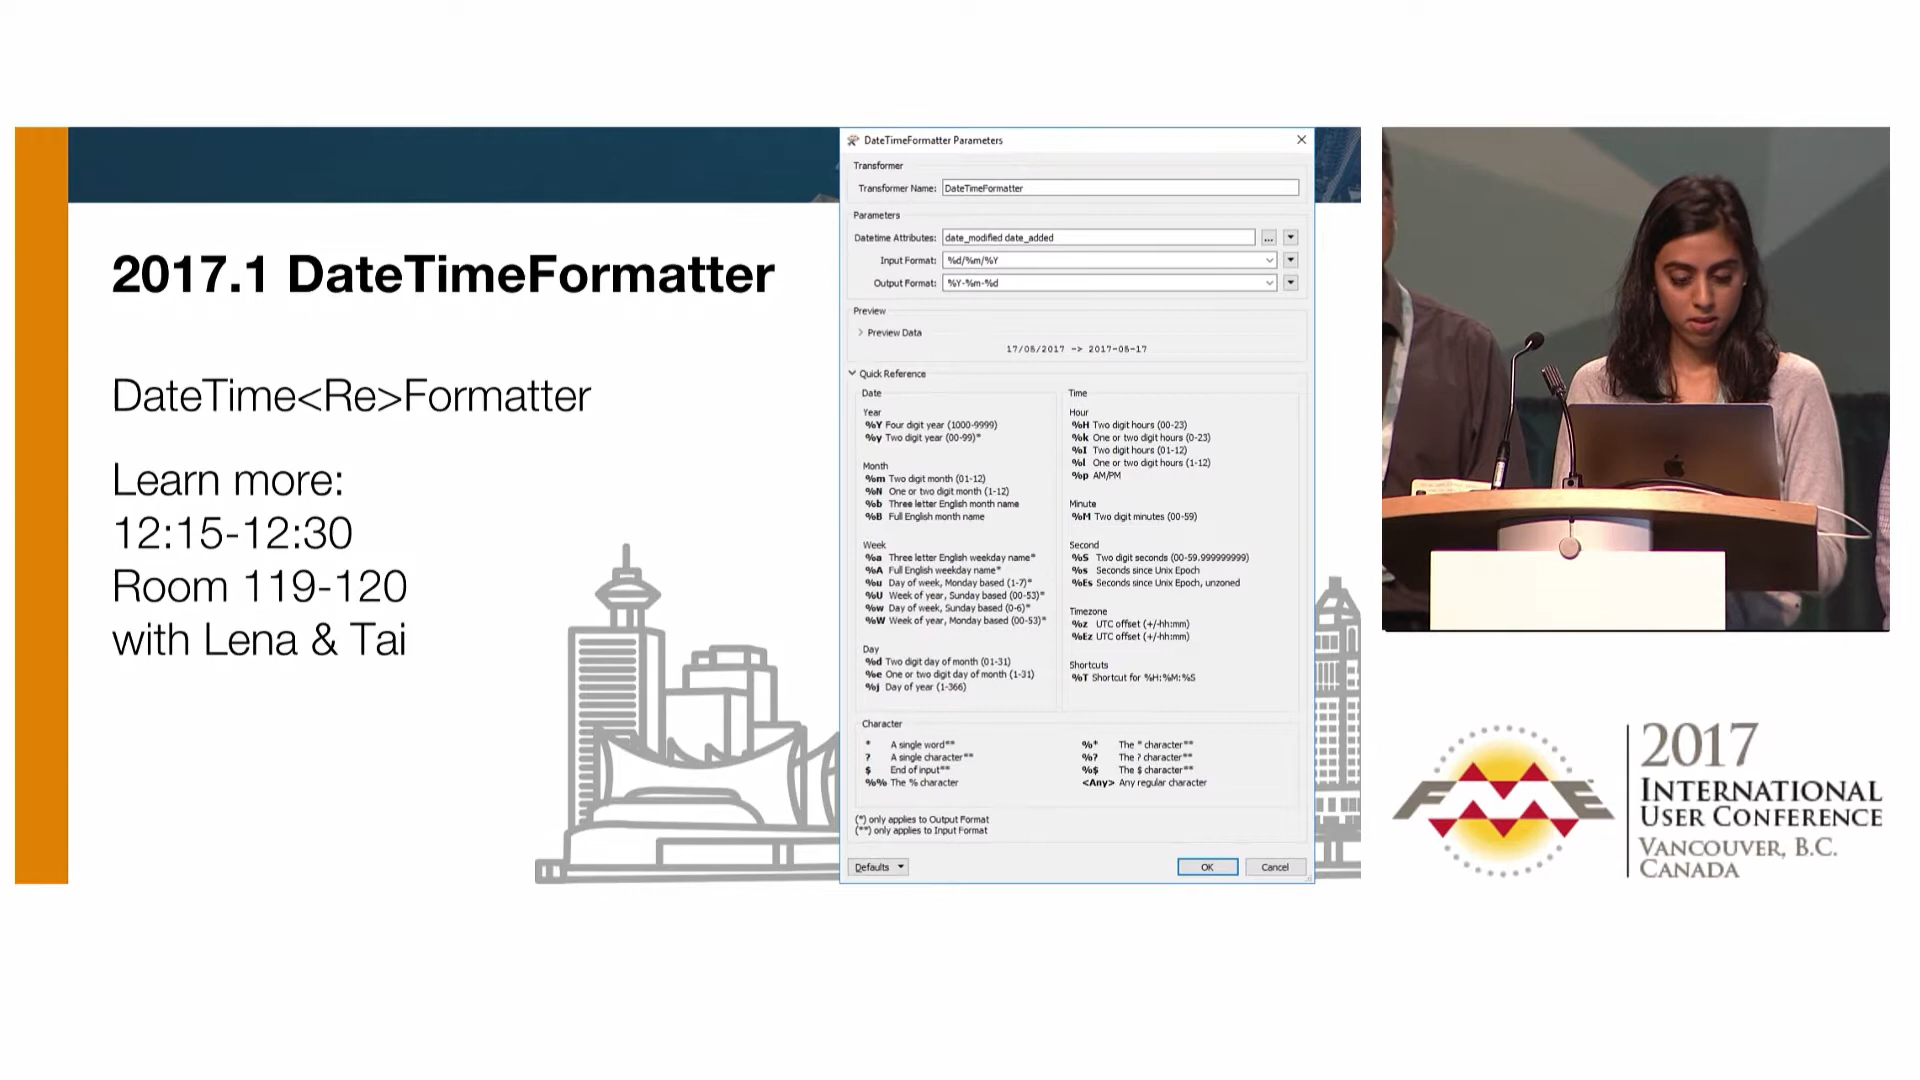 2017.1 DateTimeFormatter
DateTime<Re>Formatter
Learn more:
12:15-12:30
Room 119-120
with Lena & Tai
DateTimeFormatter Parameters
Transformer
Transformer Name: DateTimeFormatter
Parameters
Datetime Attributes: date_modified date_added ...
Input Format: %d/%m/%Y
Output Format: %Y-%m-%d
Preview
Preview Data
17/05/2017 -> 2017-05-17
Quick Reference
Date
Year
%Y Four digit year (1000-9999)
%y Two digit year (00-99)*
Month
%m Two digit month (01-12)
%N One or two digit month (1-12)
%b Three letter English month name
%B Full English month name
Week
%a Three letter English weekday name*
%A Full English weekday name*
%u Day of week, Monday based (1-7)*
%U Week of year, Sunday based (00-53)*
%w Day of week, Sunday based (0-6)*
%W Week of year, Monday based (00-53)*
Day
%d Two digit day of month (01-31)
%e One or two digit day of month (1-31)
%j Day of year (1-366)
Time
Hour
%H Two digit hours (00-23)
%k One or two digit hours (0-23)
%I Two digit hours (01-12)
%l One or two digit hours (1-12)
%p AM/PM
Minute
%M Two digit minutes (00-59)
Second
%S Two digit seconds (00-59.999999999)
%s Seconds since Unix Epoch
%Es Seconds since Unix Epoch, unzoned
Timezone
%z UTC offset (+/-hh:mm)
%Ez UTC offset (+/-hh:mm)
Shortcuts
%T Shortcut for %H:%M:%S
Character
* A single word**
? A single character**
$ End of input**
%% The % character
%* The * character**
%? The ? character**
%$ The $ character**
<Any> Any regular character
(*) only applies to Output Format
(**) only applies to Input Format
Defaults
OK
Cancel
FME
2017
INTERNATIONAL
USER CONFERENCE
VANCOUVER, B.C.
CANADA